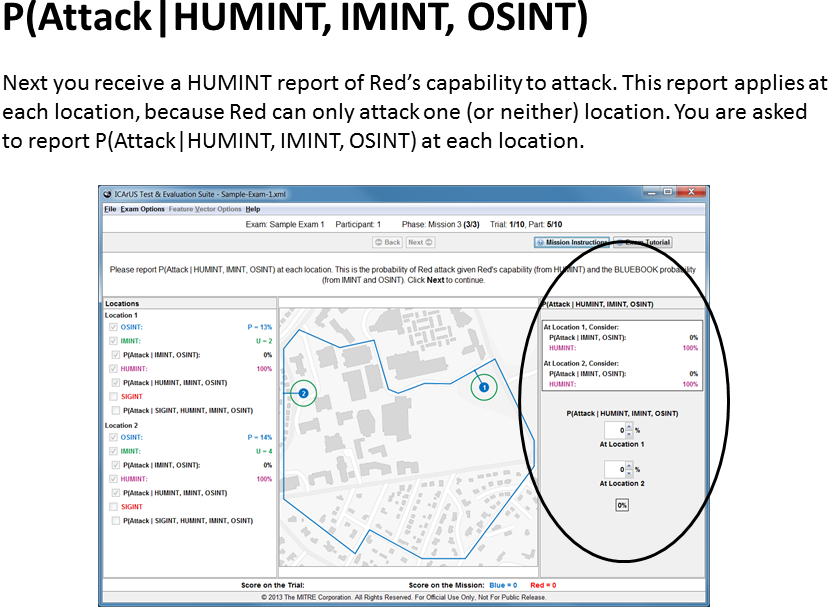 P(Attack|HUMINT, IMINT, OSINT)
Next you receive a HUMINT report of Red’s capability to attack. This report applies at
each location, because Red can only attack one (or neither) location. You are asked
to report P(Attack|HUMINT, IMINT, OSINT) at each location.
ICArUS Test & Evaluation Suite - Sample-Exam-1.xml
File Exam Options Feature Vector Options Help
Exam: Sample Exam 1 Participant: 1 Phase: Mission 3 (3/3) Trial: 1/10, Part: 5/10
Back Next Mission Instructions Exam Tutorial
Please report P(Attack | HUMINT, IMINT, OSINT) at each location. This is the probability of Red attack given Red's capability (from HUMINT) and the BLUEBOOK probability
(from IMINT and OSINT). Click Next to continue.
Locations
Location 1
OSINT: P = 13%
IMINT: U = 2
P(Attack | IMINT, OSINT): 0%
HUMINT: 100%
P(Attack | HUMINT, IMINT, OSINT)
SIGINT
P(Attack | SIGINT, HUMINT, IMINT, OSINT)
Location 2
OSINT: P = 14%
IMINT: U = 4
P(Attack | IMINT, OSINT): 0%
HUMINT: 100%
P(Attack | HUMINT, IMINT, OSINT)
SIGINT
P(Attack | SIGINT, HUMINT, IMINT, OSINT)
2
1
P(Attack | HUMINT, IMINT, OSINT)
At Location 1, Consider:
P(Attack | IMINT, OSINT): 0%
HUMINT: 100%
At Location 2, Consider:
P(Attack | IMINT, OSINT): 0%
HUMINT: 100%
P(Attack | HUMINT, IMINT, OSINT)
0 %
At Location 1
0 %
At Location 2
0%
Score on the Trial: Score on the Mission: Blue = 0 Red = 0
© 2013 The MITRE Corporation. All Rights Reserved. For Official Use Only, Not For Public Release.